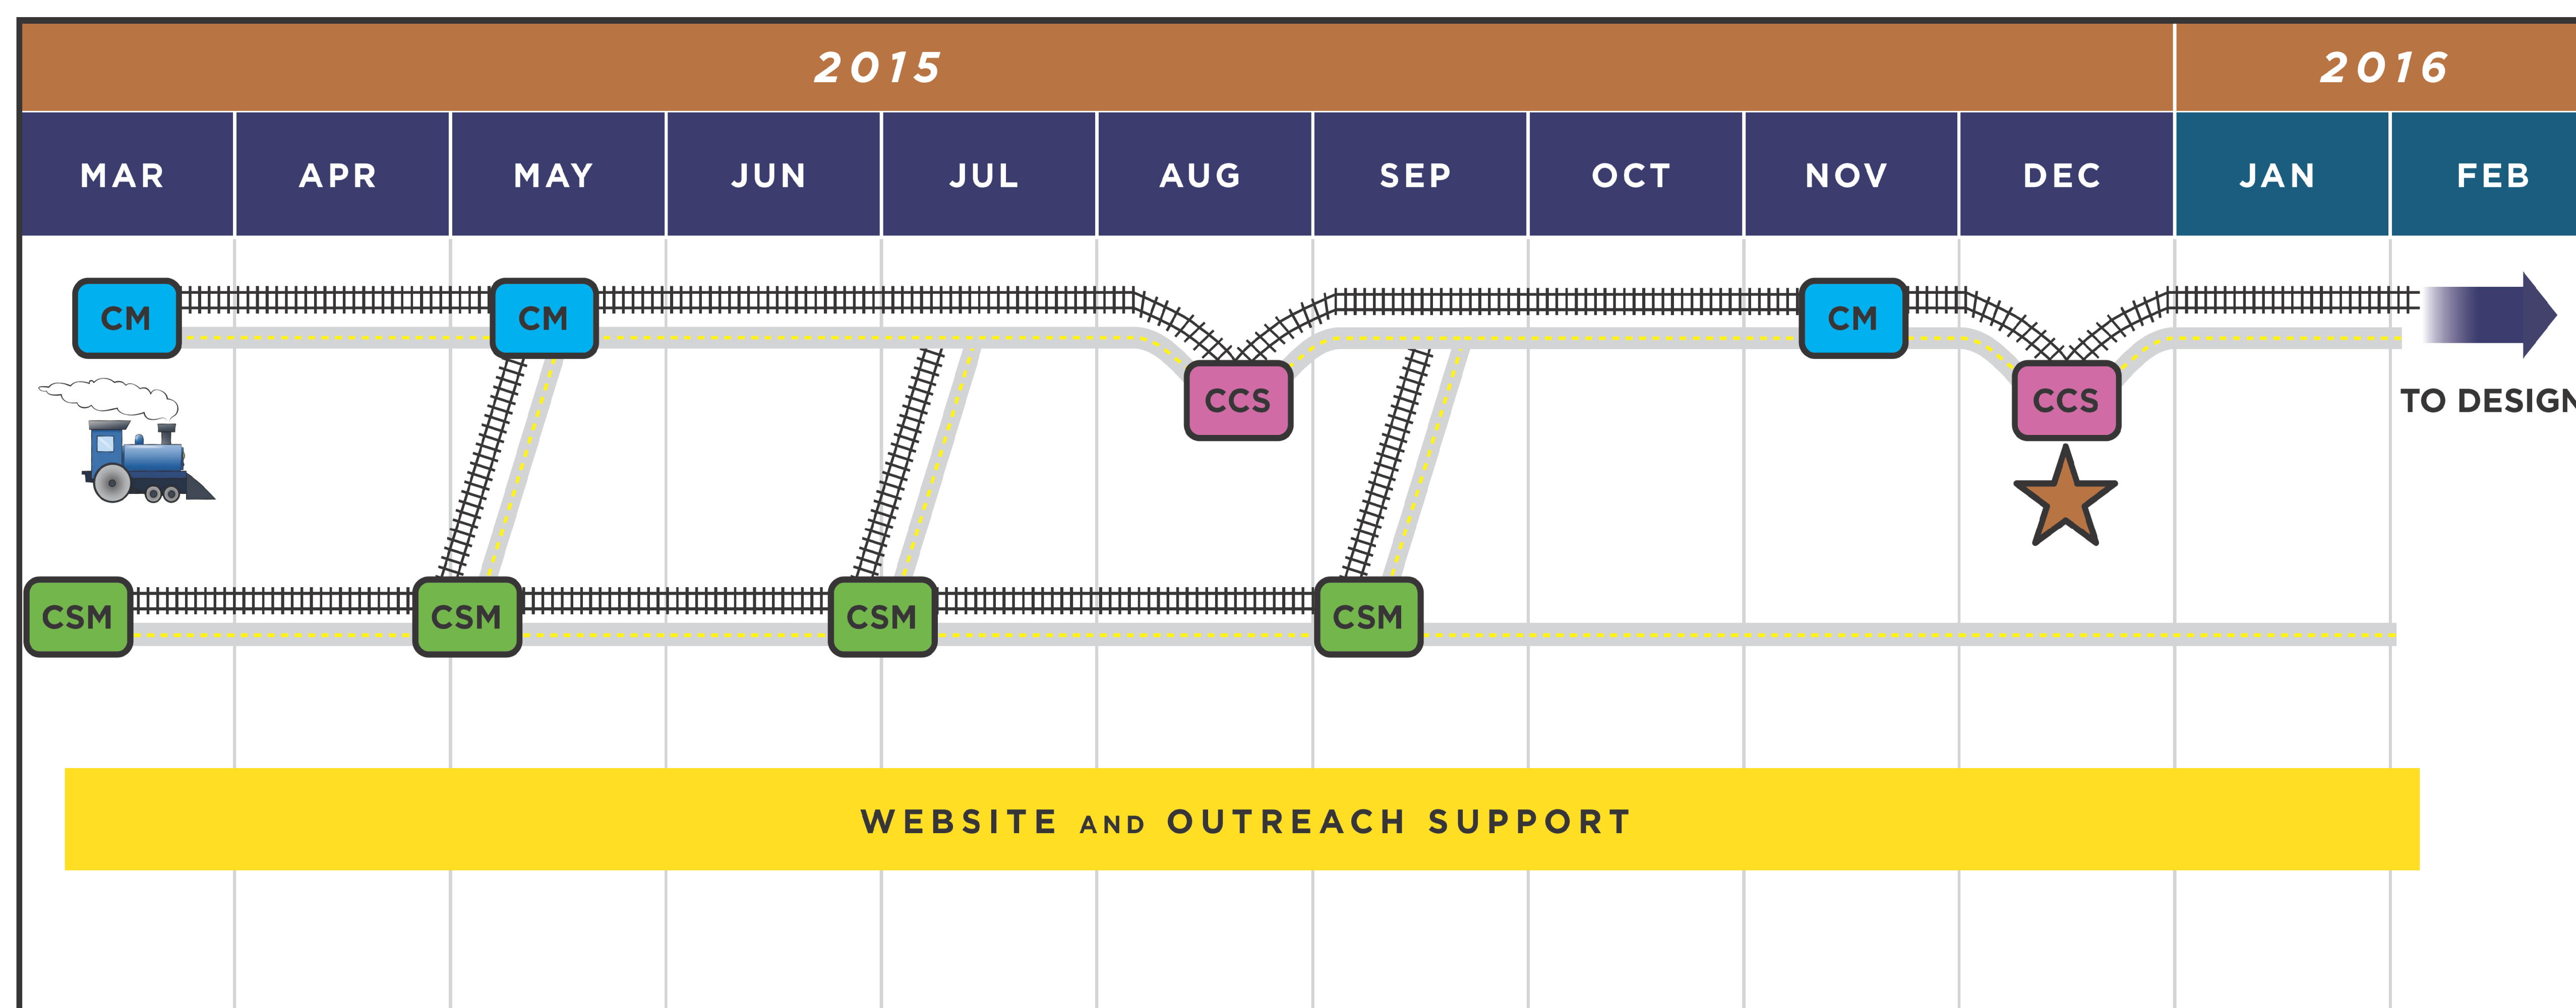 2015 2016
MAR APR MAY JUN JUL AUG SEP OCT NOV DEC JAN FEB
CM CM CM
CCS CCS
TO DESIGN
CSM CSM CSM CSM
WEBSITE AND OUTREACH SUPPORT